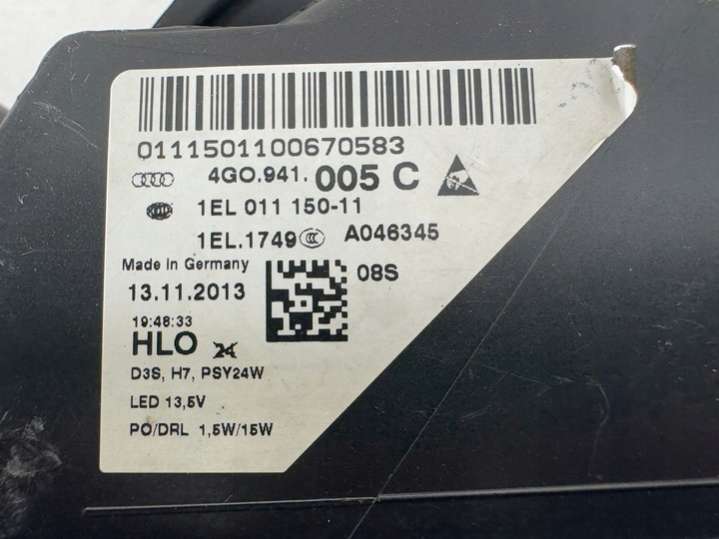 0111501100670583
4G0.941. 005 C
1EL 011 150-11
1EL.1749 A046345
Made in Germany
13.11.2013 08S
19:48:33
HLO
D3S, H7, PSY24W
LED 13,5V
PO/DRL 1,5W/15W